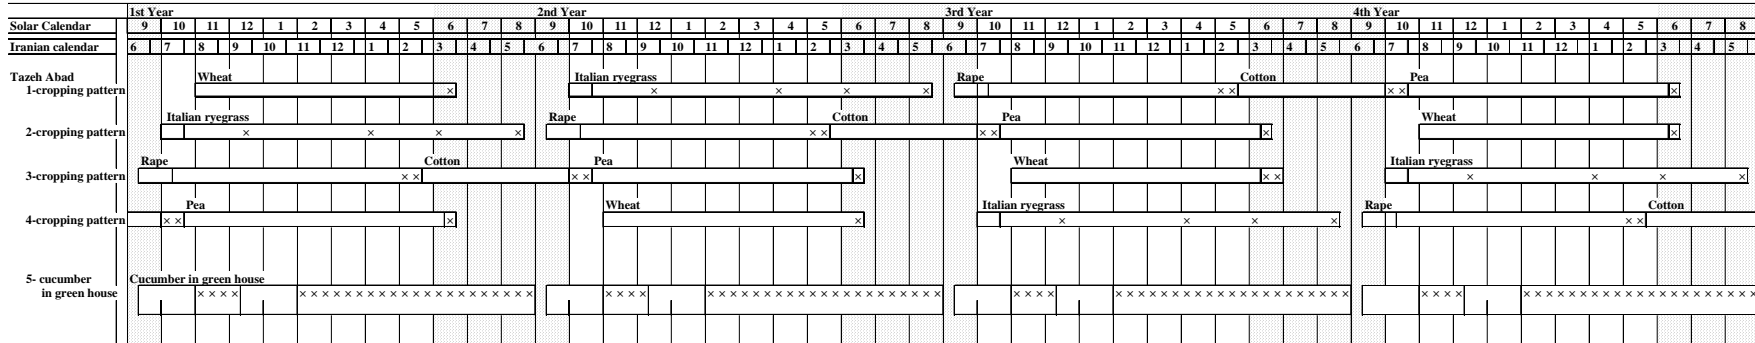 1st Year 2nd Year 3rd Year 4th Year
Solar Calendar 9 10 11 12 1 2 3 4 5 6 7 8 9 10 11 12 1 2 3 4 5 6 7 8 9 10 11 12 1 2 3 4 5 6 7 8 9 10 11 12 1 2 3 4 5 6 7 8
Iranian calendar 6 7 8 9 10 11 12 1 2 3 4 5 6 7 8 9 10 11 12 1 2 3 4 5 6 7 8 9 10 11 12 1 2 3 4 5 6 7 8 9 10 11 12 1 2 3 4 5
Tazeh Abad Wheat Italian ryegrass Rape Cotton Pea
1-cropping pattern × × × × × × × × × ×
Italian ryegrass Rape Cotton Pea Wheat
2-cropping pattern × × × × × × × × × ×
Rape Cotton Pea Wheat Italian ryegrass
3-cropping pattern × × × × × × × × × × ×
Pea Wheat Italian ryegrass Rape Cotton
4-cropping pattern × × × × × × × × × ×
5- cucumber Cucumber in green house
in green house